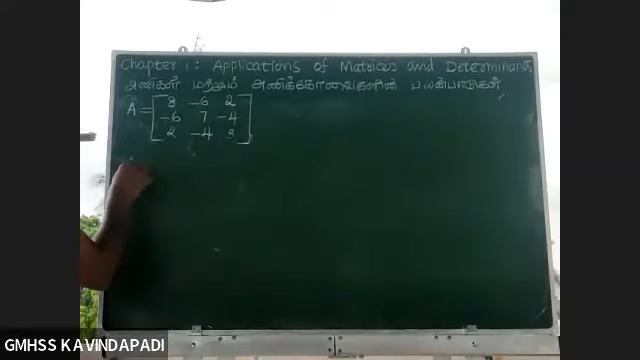 Chapter 1: Applications of Matrices and Determinants
அணிகள் மற்றும் அணிக்கோவைகளின் பயன்பாடுகள்
A = [ 8 -6 2
-6 7 -4
2 -4 3 ]
GMHSS KAVINDAPADI